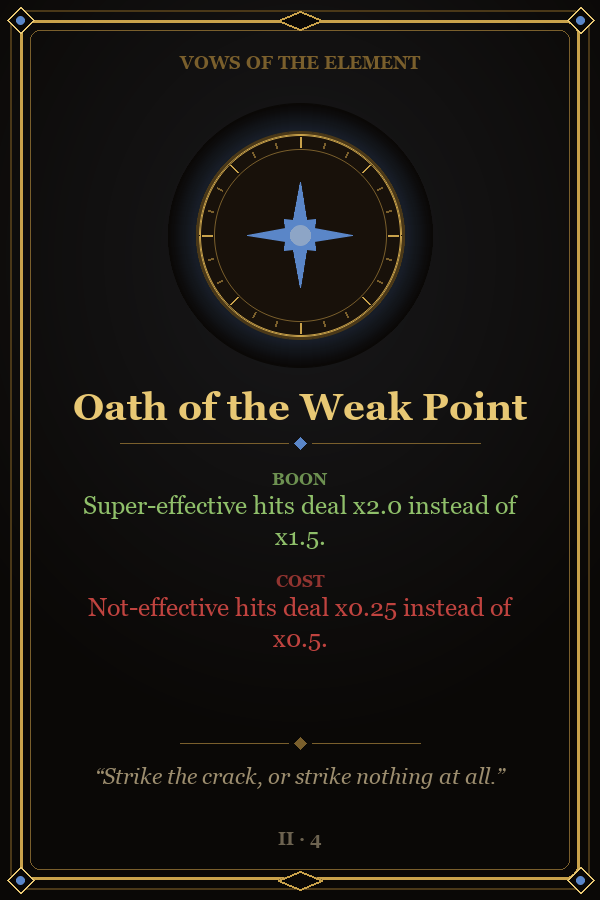 VOWS OF THE ELEMENT
Oath of the Weak Point
BOON
Super-effective hits deal x2.0 instead of
x1.5.
COST
Not-effective hits deal x0.25 instead of
x0.5.
“Strike the crack, or strike nothing at all.”
II · 4